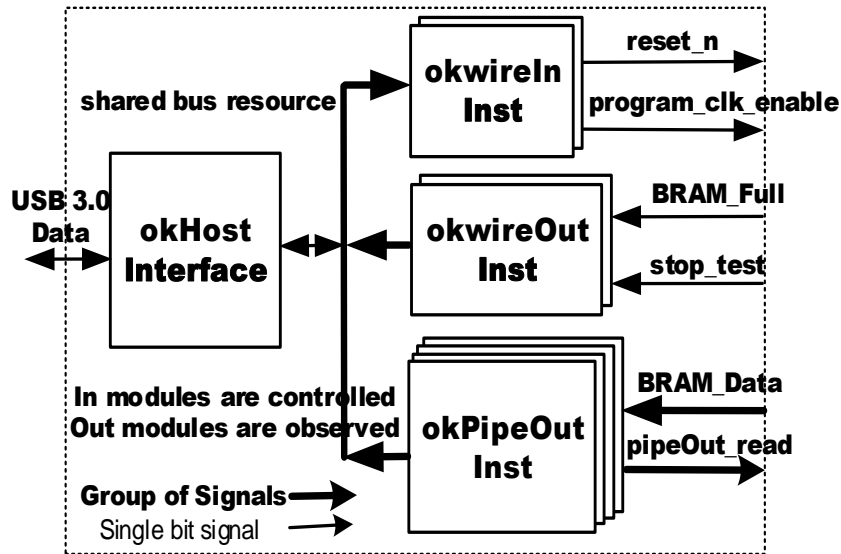 reset_n
okwireIn
Inst
shared bus resource
program_clk_enable
USB 3.0
Data
okHost
Interface
BRAM_Full
okwireOut
Inst
stop_test
In modules are controlled
Out modules are observed
BRAM_Data
okPipeOut
Inst
pipeOut_read
Group of Signals
Single bit signal